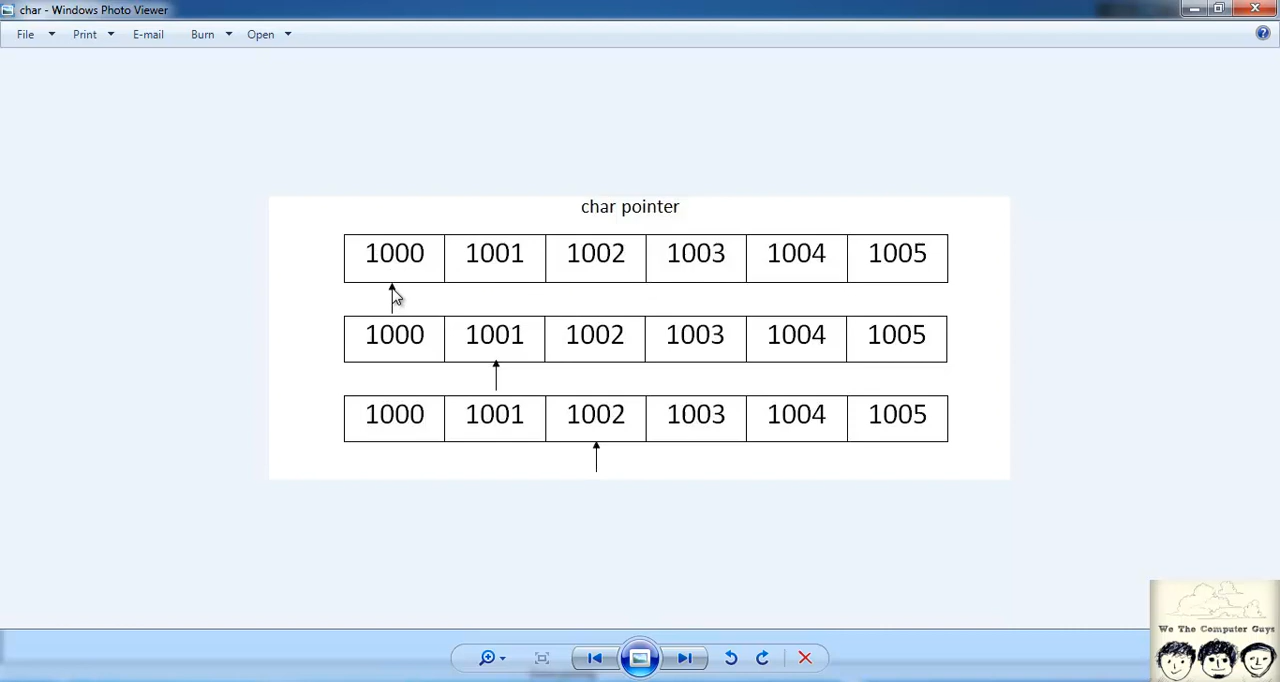 char - Windows Photo Viewer
File Print E-mail Burn Open
char pointer
1000 1001 1002 1003 1004 1005
1000 1001 1002 1003 1004 1005
1000 1001 1002 1003 1004 1005
We The Computer Guys